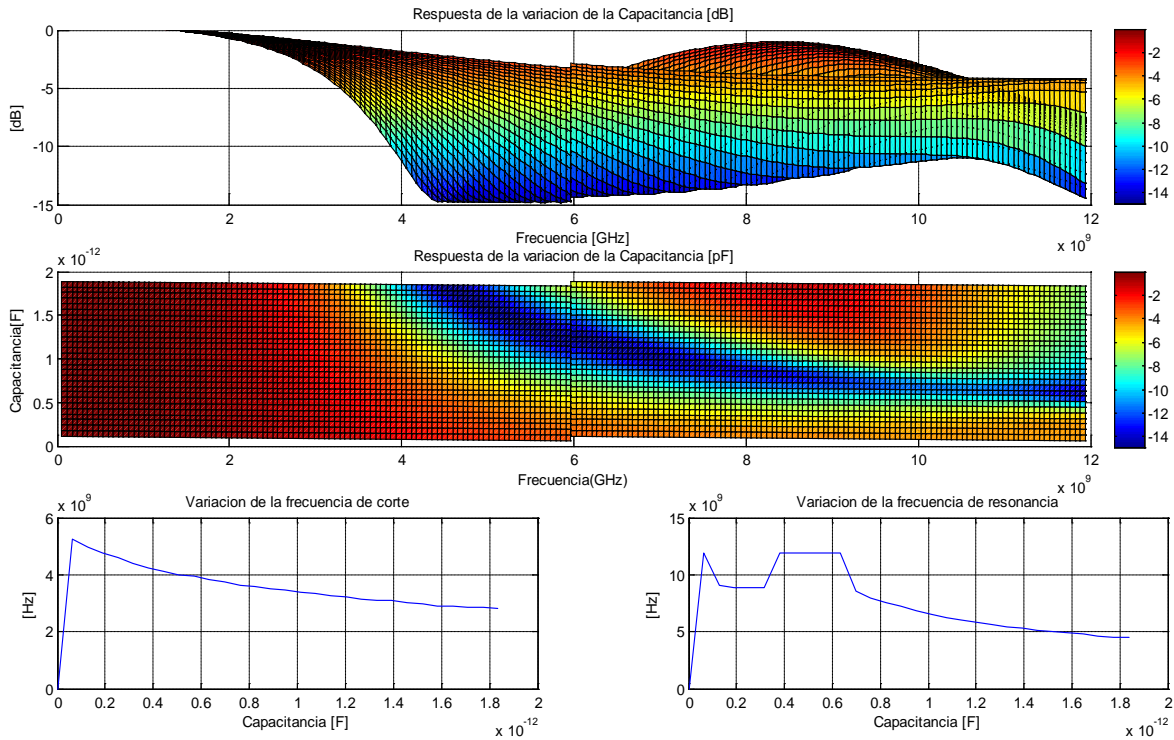 Respuesta de la variacion de la Capacitancia [dB]
0
-5
-10
-15
[dB]
0 2 4 6 8 10 12
Frecuencia [GHz]
x 10^9
-2
-4
-6
-8
-10
-12
-14
Respuesta de la variacion de la Capacitancia [pF]
x 10^-12
2
1.5
1
0.5
0
Capacitancia[F]
0 2 4 6 8 10 12
Frecuencia(GHz)
x 10^9
-2
-4
-6
-8
-10
-12
-14
Variacion de la frecuencia de corte
x 10^9
6
4
2
0
[Hz]
0 0.2 0.4 0.6 0.8 1 1.2 1.4 1.6 1.8 2
Capacitancia [F]
x 10^-12
Variacion de la frecuencia de resonancia
x 10^9
15
10
5
0
[Hz]
0 0.2 0.4 0.6 0.8 1 1.2 1.4 1.6 1.8 2
Capacitancia [F]
x 10^-12